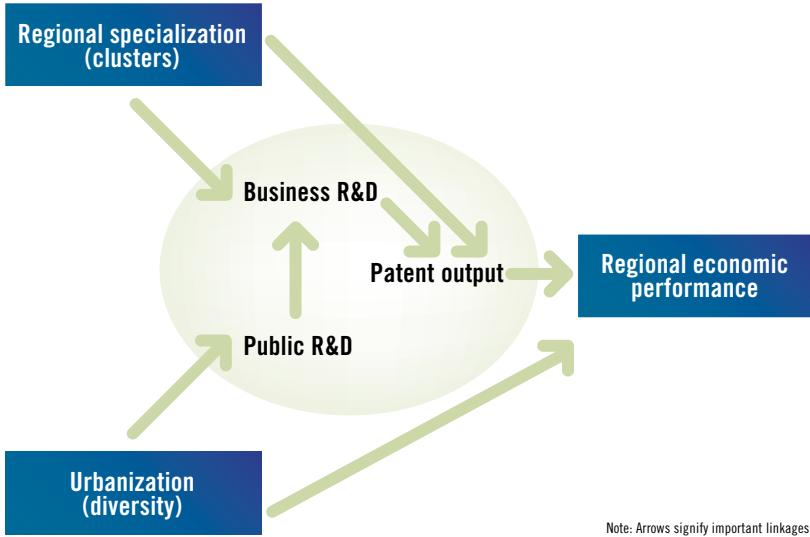 Regional specialization
(clusters)
Business R&D
Patent output
Regional economic
performance
Public R&D
Urbanization
(diversity)
Note: Arrows signify important linkages